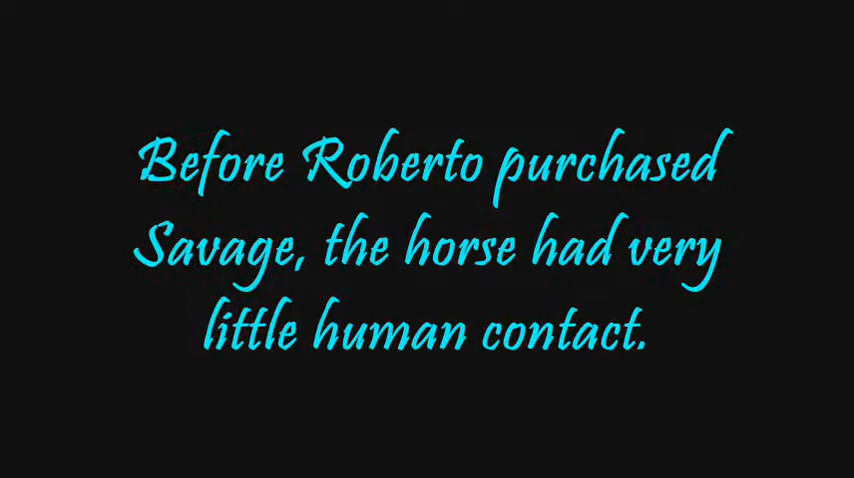 Before Roberto purchased
Savage, the horse had very
little human contact.